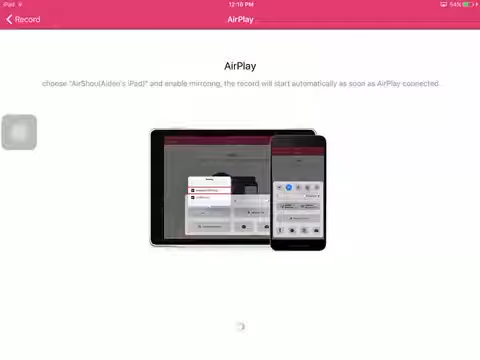 iPad
12:10 PM
54%
Record
AirPlay
AirPlay
choose "AirShou(Aiden's iPad)" and enable mirroring, the record will start automatically as soon as AirPlay connected.